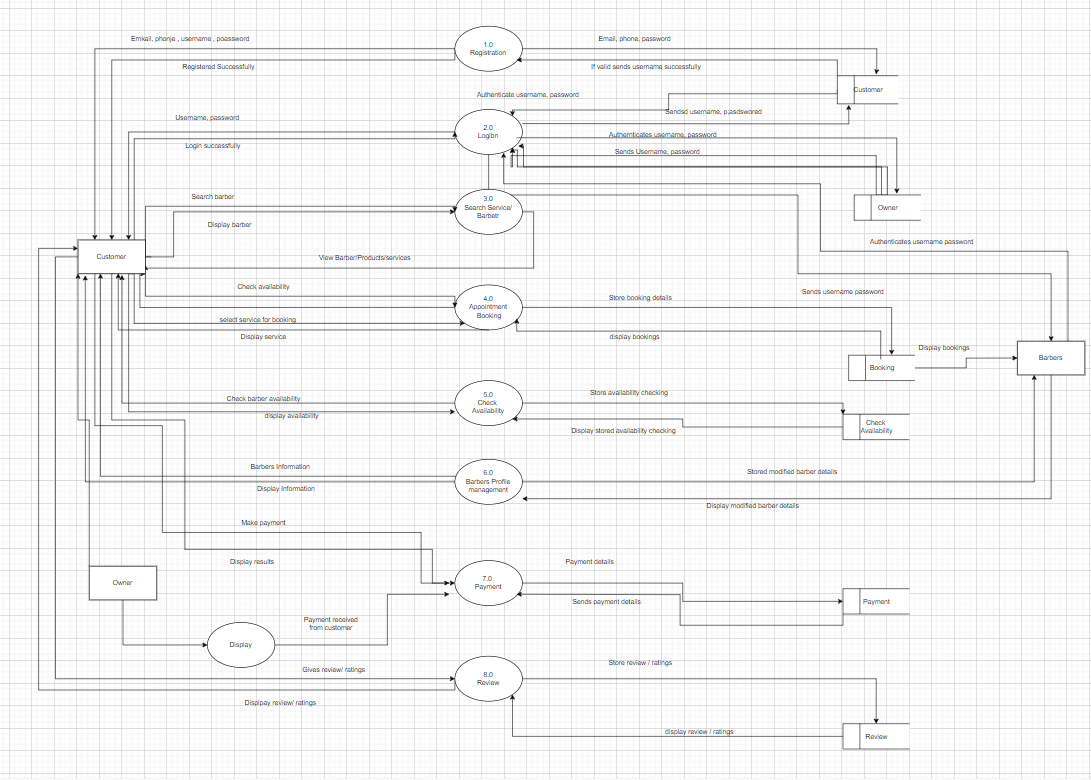 Emkail, phonje , username , poassword
1.0
Registration
Email, phone, password
Registered Successfully
If valid sends username successfully
Customer
Authenticate username, password
Sendsd username, p;asdswored
Username, password
2.0
Logibn
Authernticates username, password
Login successfully
Sends Username, password
Search barber
3.0
Search Service/
Barbetr
Owner
Display barber
Authenticates username password
Customer
View Barber/Products/services
Check availability
Sends username password
4.0
Appointment
Booking
Store booking details
select service for booking
Display service
display bookings
Display bookings
Barbers
Booking
5.0
Check
Availability
Store availability checking
Check barber availability
display availability
Check
Availability
Display stored availability checking
Barbers Information
6.0
Barbers Profile
management
Stored modified barber details
Display Information
Display modified barber details
Make payment
Display results
Payment details
Owner
7.0
Payment
Sends payment details
Payment
Payment received
from customer
Display
Gives review/ ratings
8.0
Review
Store review / ratings
Dispipay review/ ratings
display review / ratings
Review